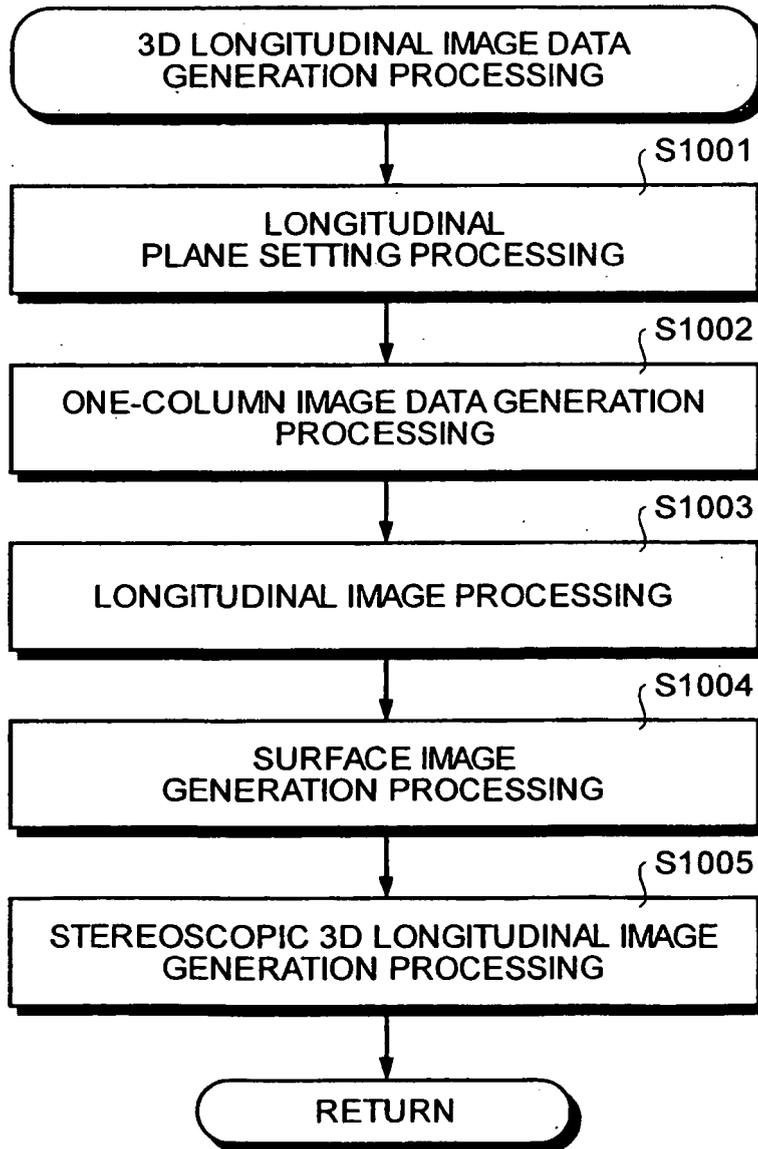 3D LONGITUDINAL IMAGE DATA
GENERATION PROCESSING
S1001
LONGITUDINAL
PLANE SETTING PROCESSING
S1002
ONE-COLUMN IMAGE DATA GENERATION
PROCESSING
S1003
LONGITUDINAL IMAGE PROCESSING
S1004
SURFACE IMAGE
GENERATION PROCESSING
S1005
STEREOSCOPIC 3D LONGITUDINAL IMAGE
GENERATION PROCESSING
RETURN